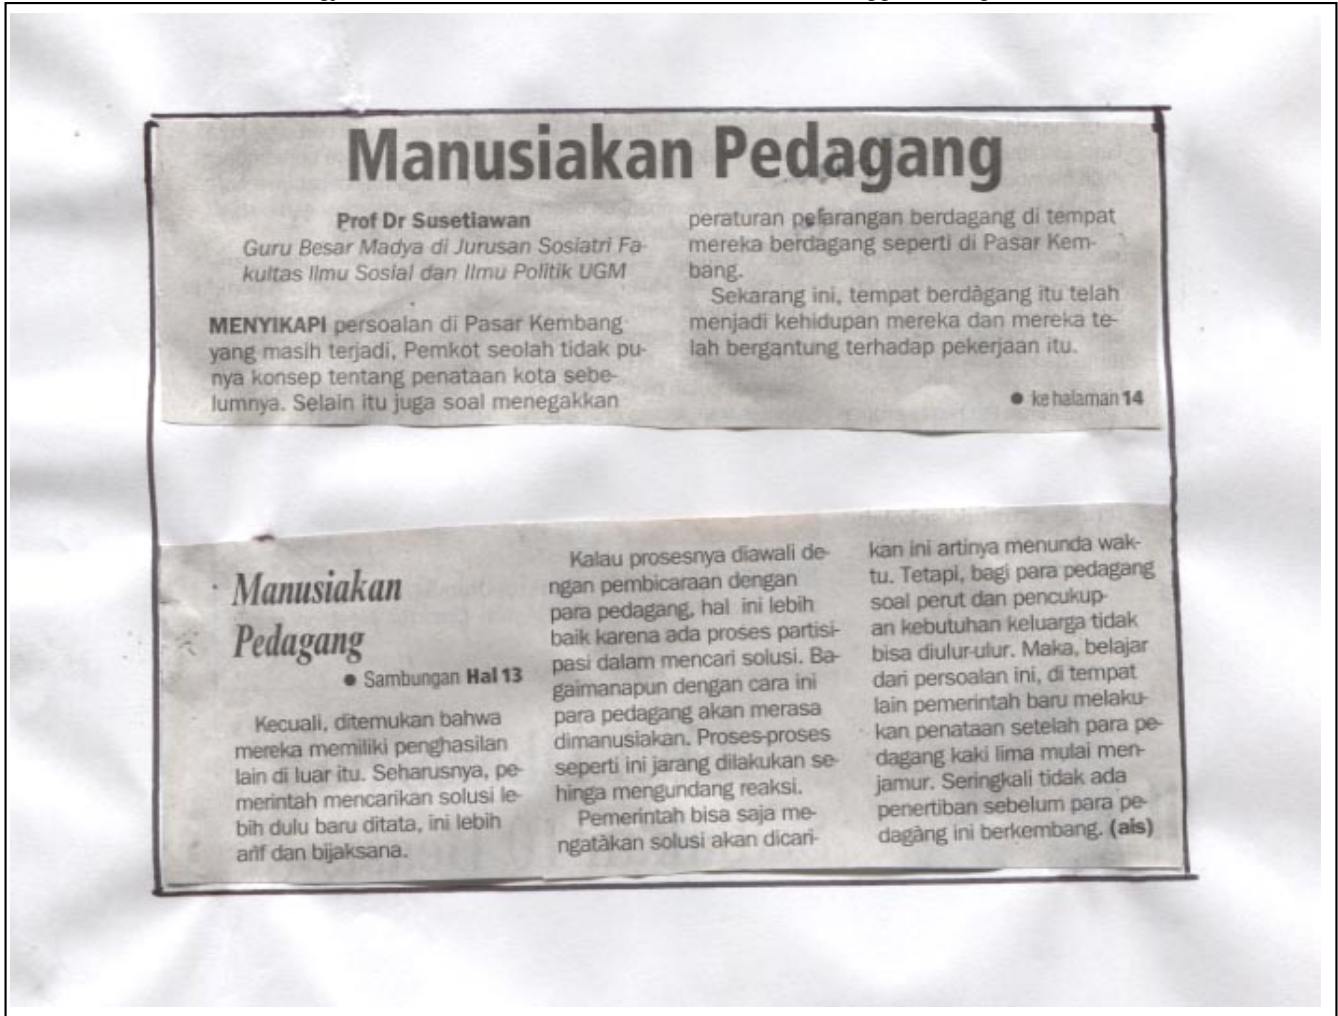 Manusiakan Pedagang
Prof Dr Susetiawan
Guru Besar Madya di Jurusan Sosiatri Fa-
kultas Ilmu Sosial dan Ilmu Politik UGM
MENYIKAPI persoalan di Pasar Kembang
yang masih terjadi, Pemkot seolah tidak pu-
nya konsep tentang penataan kota sebe-
lumnya. Selain itu juga soal menegakkan
peraturan pelarangan berdagang di tempat
mereka berdagang seperti di Pasar Kem-
bang.
Sekarang ini, tempat berdagang itu telah
menjadi kehidupan mereka dan mereka te-
lah bergantung terhadap pekerjaan itu.
● ke halaman 14
Manusiakan
Pedagang
● Sambungan Hal 13
Kecuali, ditemukan bahwa
mereka memiliki penghasilan
lain di luar itu. Seharusnya, pe-
merintah mencarikan solusi le-
bih dulu baru ditata, ini lebih
arif dan bijaksana.
Kalau prosesnya diawali de-
ngan pembicaraan dengan
para pedagang, hal ini lebih
baik karena ada proses partisi-
pasi dalam mencari solusi. Ba-
gaimanapun dengan cara ini
para pedagang akan merasa
dimanusiakan. Proses-proses
seperti ini jarang dilakukan se-
hinga mengundang reaksi.
Pemerintah bisa saja me-
ngatakan solusi akan dicari-
kan ini artinya menunda wak-
tu. Tetapi, bagi para pedagang
soal perut dan pencukup-
an kebutuhan keluarga tidak
bisa diulur-ulur. Maka, belajar
dari persoalan ini, di tempat
lain pemerintah baru melaku-
kan penataan setelah para pe-
dagang kaki lima mulai men-
jamur. Seringkali tidak ada
penertiban sebelum para pe-
dagang ini berkembang. (ais)